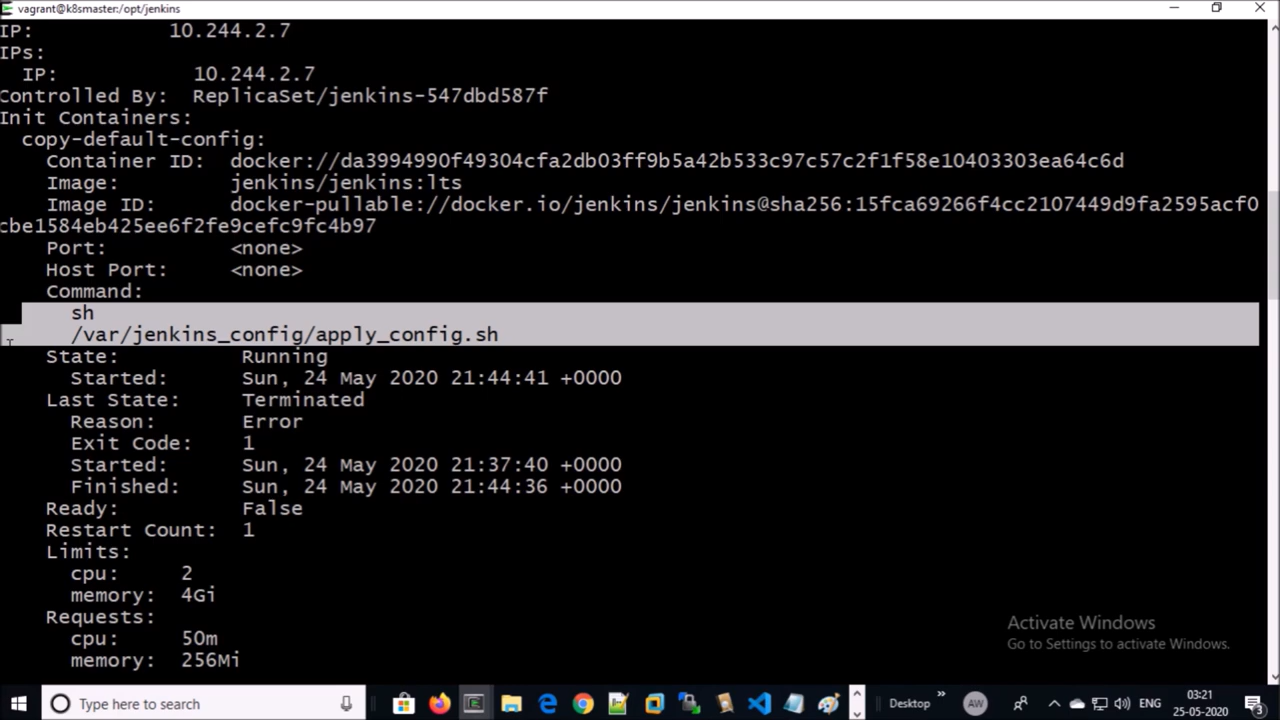 vagrant@k8smaster:/opt/jenkins
IP: 10.244.2.7
IPs:
IP: 10.244.2.7
Controlled By: ReplicaSet/jenkins-547dbd587f
Init Containers:
copy-default-config:
Container ID: docker://da3994990f49304cfa2db03ff9b5a42b533c97c57c2f1f58e10403303ea64c6d
Image: jenkins/jenkins:lts
Image ID: docker-pullable://docker.io/jenkins/jenkins@sha256:15fca69266f4cc2107449d9fa2595acf0
cbe1584eb425ee6f2fe9cefc9fc4b97
Port: <none>
Host Port: <none>
Command:
sh
/var/jenkins_config/apply_config.sh
State: Running
Started: Sun, 24 May 2020 21:44:41 +0000
Last State: Terminated
Reason: Error
Exit Code: 1
Started: Sun, 24 May 2020 21:37:40 +0000
Finished: Sun, 24 May 2020 21:44:36 +0000
Ready: False
Restart Count: 1
Limits:
cpu: 2
memory: 4Gi
Requests:
cpu: 50m
memory: 256Mi
Activate Windows
Go to Settings to activate Windows.
Type here to search
Desktop
AW
ENG
03:21
25-05-2020
3